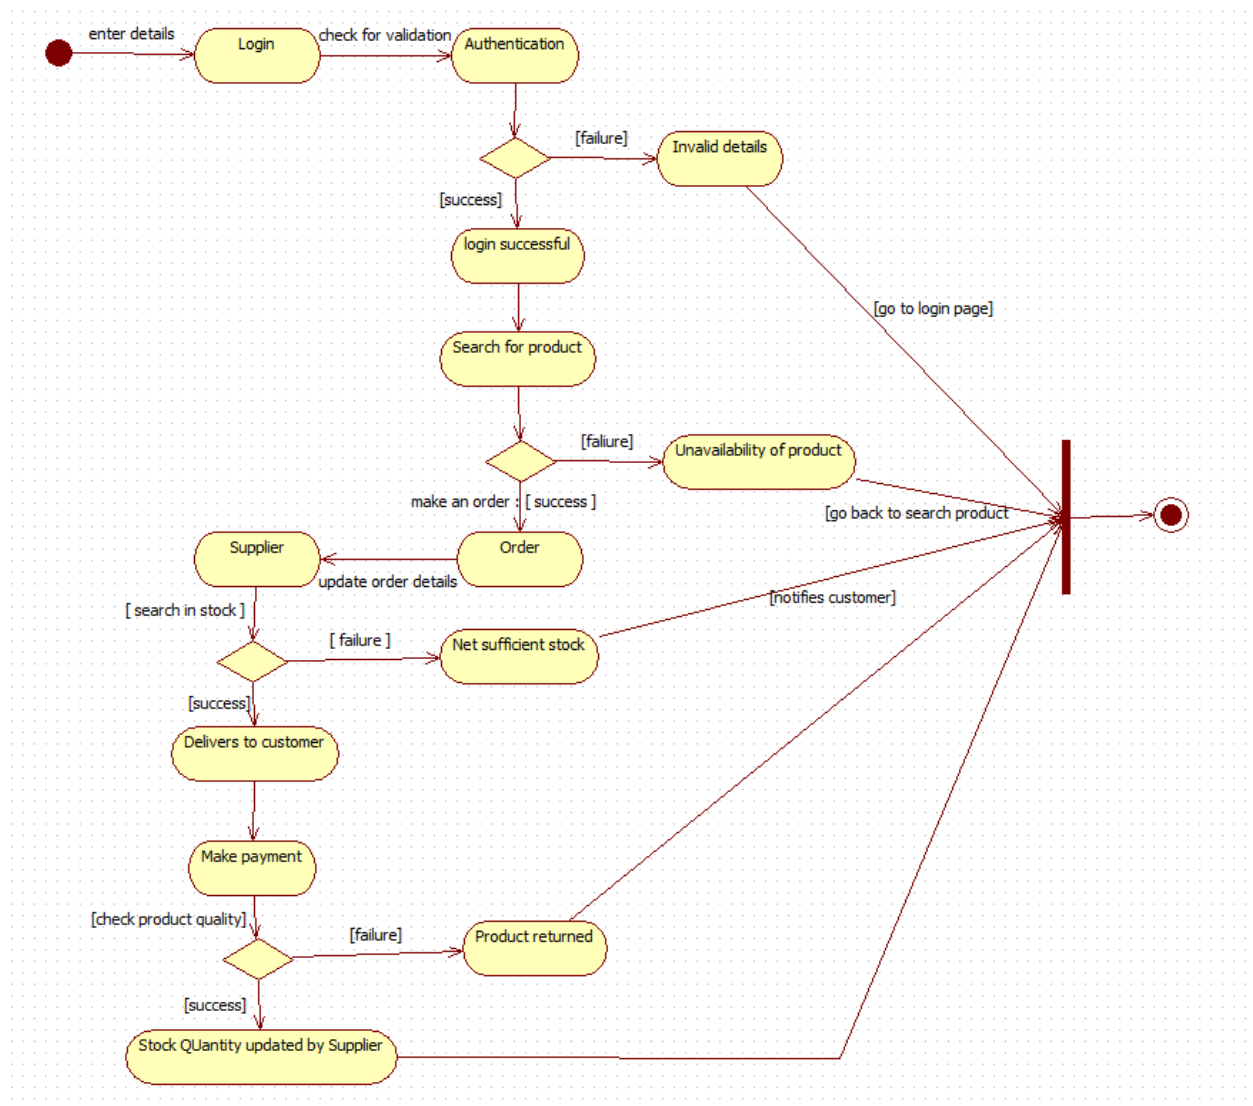 enter details
Login
check for validation
Authentication
[failure]
Invalid details
[success]
login successful
[go to login page]
Search for product
[faliure]
Unavailability of product
make an order : [ success ]
[go back to search product
Order
Supplier
update order details
[ search in stock ]
[notifies customer]
[ failure ]
Net sufficient stock
[success]
Delivers to customer
Make payment
[check product quality]
[failure]
Product returned
[success]
Stock QUantity updated by Supplier